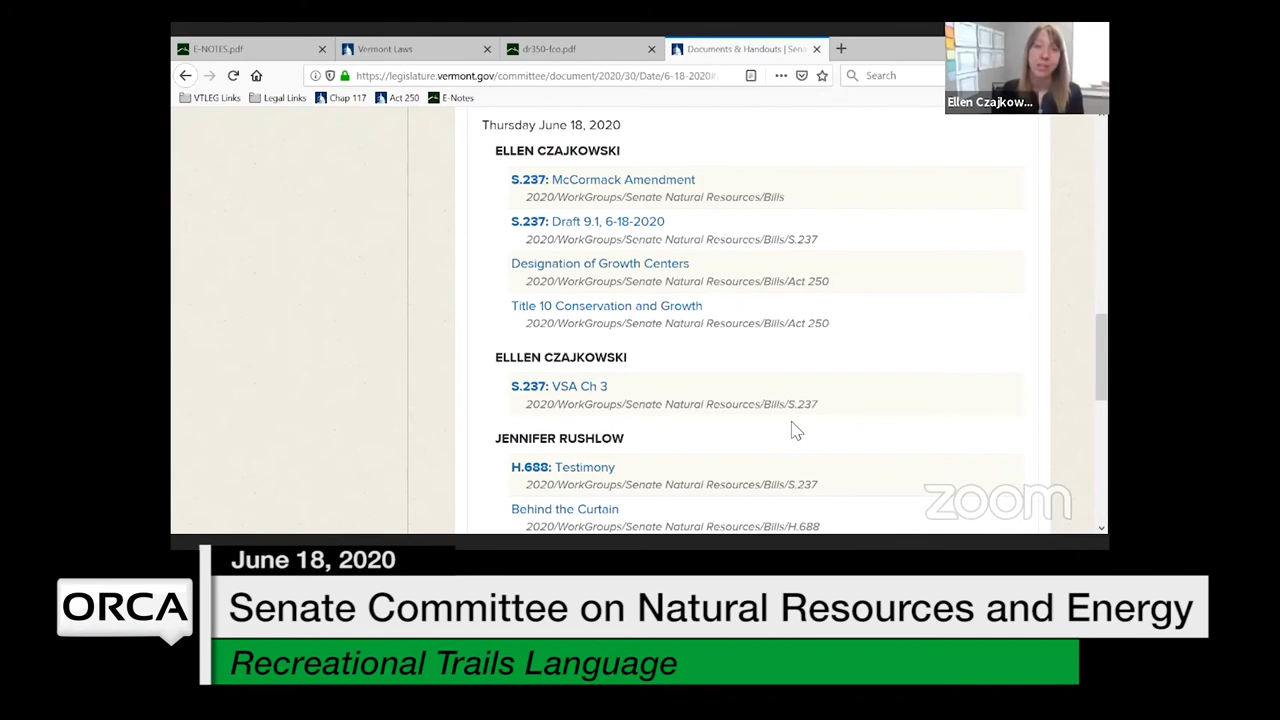 E-NOTES.pdf
Vermont Laws
dr350-fco.pdf
Documents & Handouts | Sena
https://legislature.vermont.gov/committee/document/2020/30/Date/6-18-2020#
Search
VTLEG Links
Legal Links
Chap 117
Act 250
E-Notes
Ellen Czajkow...
Thursday June 18, 2020
ELLEN CZAJKOWSKI
S.237: McCormack Amendment
2020/WorkGroups/Senate Natural Resources/Bills
S.237: Draft 9.1, 6-18-2020
2020/WorkGroups/Senate Natural Resources/Bills/S.237
Designation of Growth Centers
2020/WorkGroups/Senate Natural Resources/Bills/Act 250
Title 10 Conservation and Growth
2020/WorkGroups/Senate Natural Resources/Bills/Act 250
ELLLEN CZAJKOWSKI
S.237: VSA Ch 3
2020/WorkGroups/Senate Natural Resources/Bills/S.237
JENNIFER RUSHLOW
H.688: Testimony
2020/WorkGroups/Senate Natural Resources/Bills/S.237
Behind the Curtain
2020/WorkGroups/Senate Natural Resources/Bills/H.688
zoom
June 18, 2020
ORCA
Senate Committee on Natural Resources and Energy
Recreational Trails Language